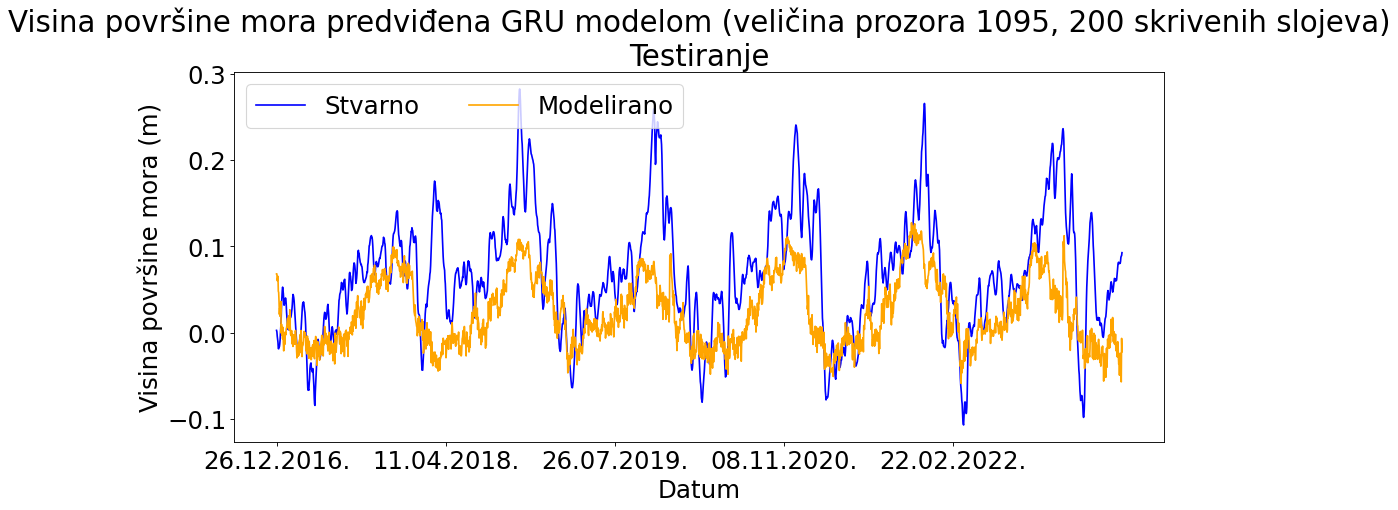 Visina površine mora predviđena GRU modelom (veličina prozora 1095, 200 skrivenih slojeva)
Testiranje
Stvarno Modelirano
Visina površine mora (m)
0.3
0.2
0.1
0.0
−0.1
26.12.2016. 11.04.2018. 26.07.2019. 08.11.2020. 22.02.2022.
Datum